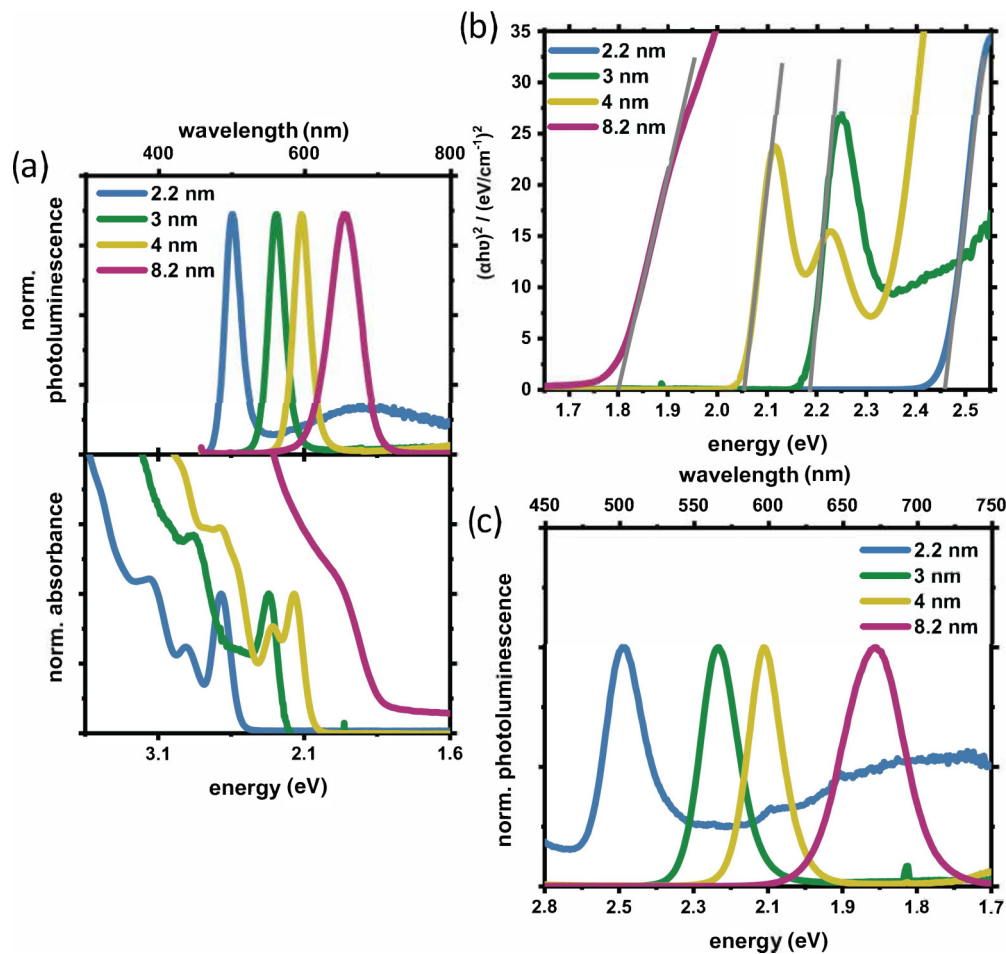 (a)
wavelength (nm)
400 600 800
2.2 nm
3 nm
4 nm
8.2 nm
norm.
photoluminescence
norm. absorbance
3.1 2.1 1.6
energy (eV)
(b)
35
30
25
20
15
10
5
0
2.2 nm
3 nm
4 nm
8.2 nm
(αhυ)² / (eV/cm⁻¹)²
1.7 1.8 1.9 2.0 2.1 2.2 2.3 2.4 2.5
energy (eV)
(c)
wavelength (nm)
450 500 550 600 650 700 750
2.2 nm
3 nm
4 nm
8.2 nm
norm. photoluminescence
2.8 2.5 2.3 2.1 1.9 1.8 1.7
energy (eV)